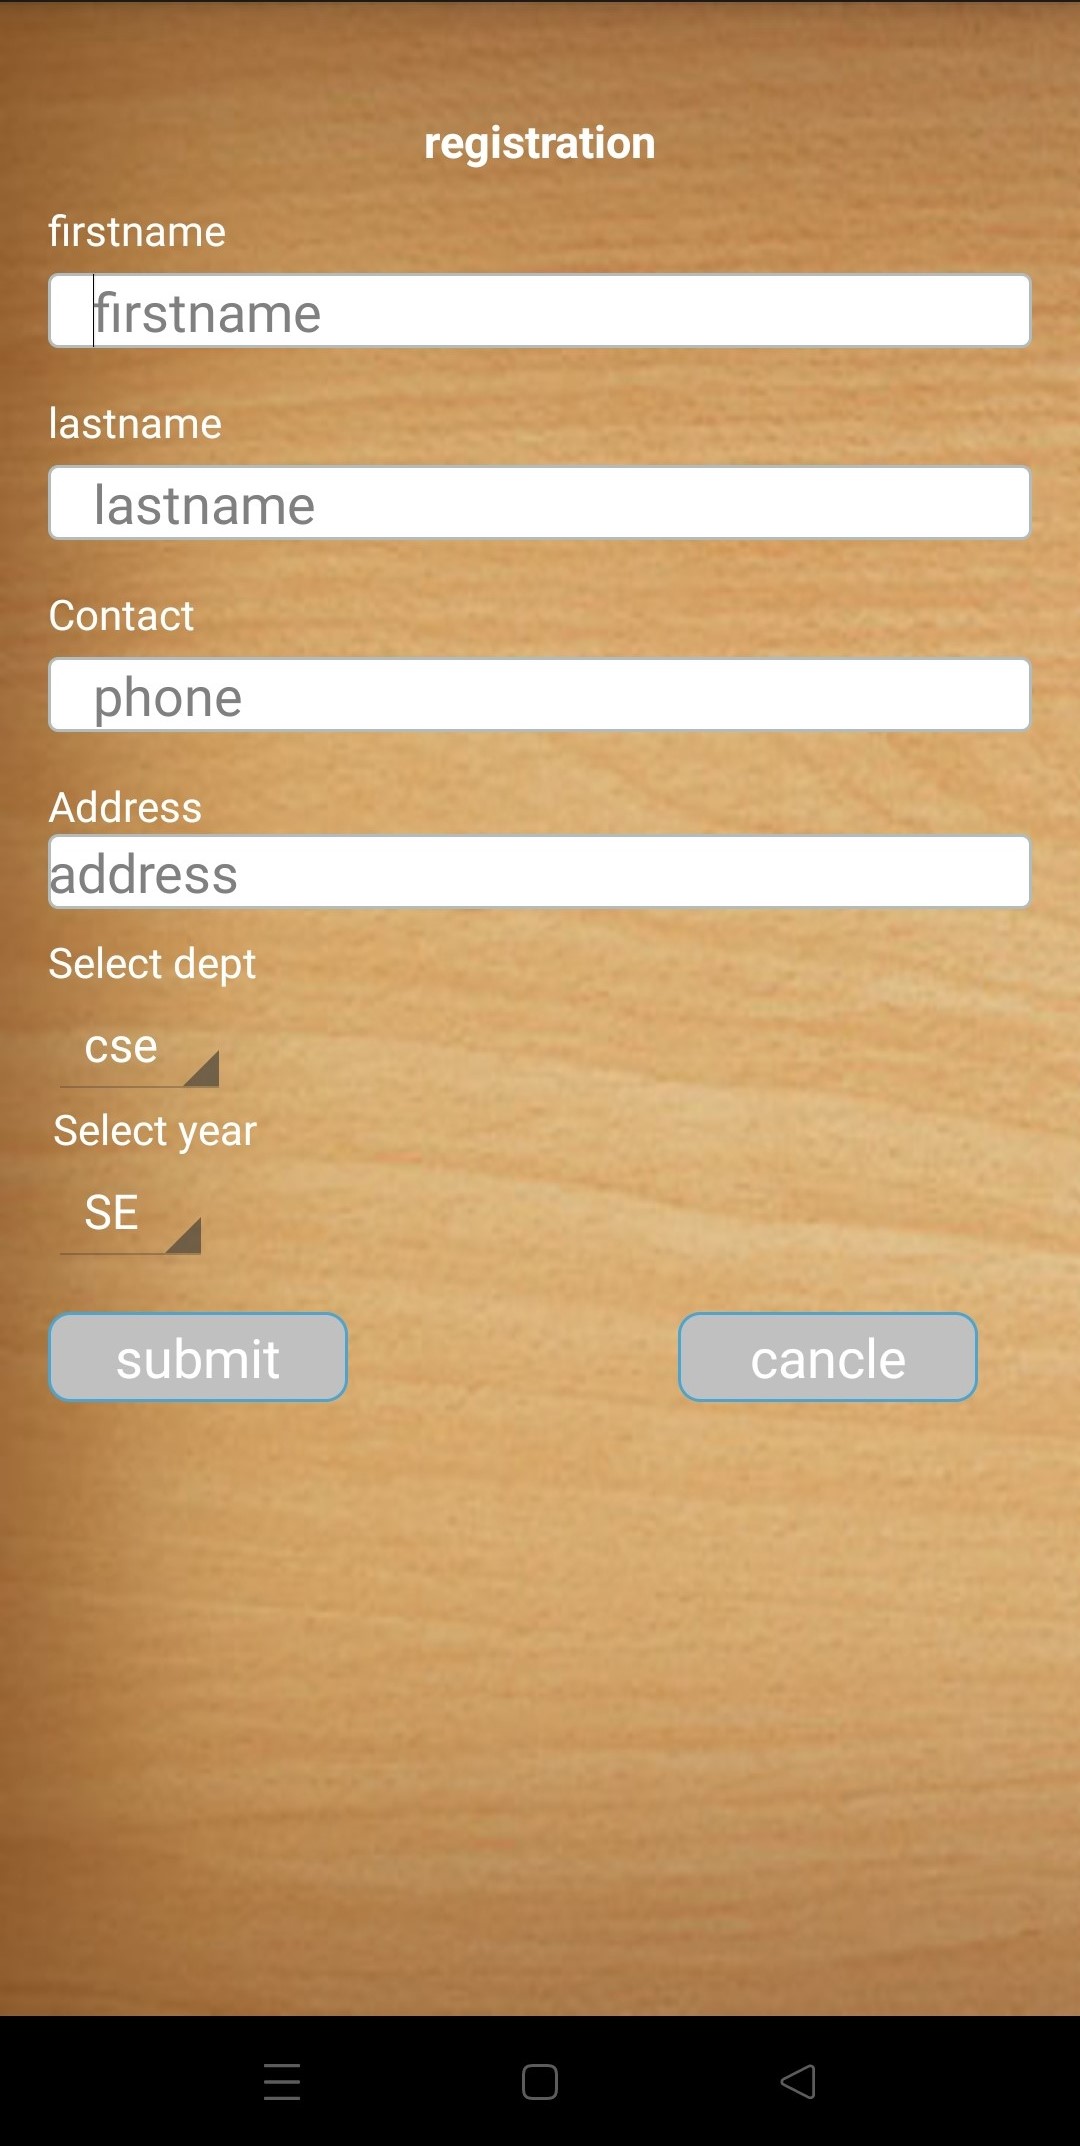 registration
firstname
firstname
lastname
lastname
Contact
phone
Address
address
Select dept
cse
Select year
SE
submit cancle